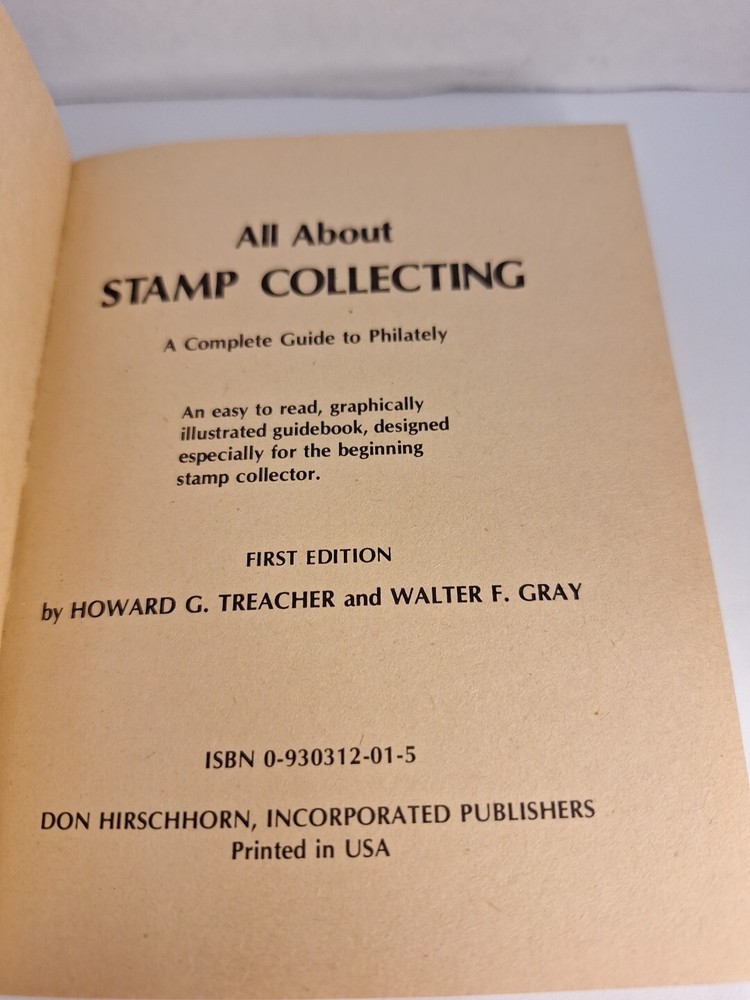 All About
STAMP COLLECTING
A Complete Guide to Philately
An easy to read, graphically
illustrated guidebook, designed
especially for the beginning
stamp collector.
FIRST EDITION
by HOWARD G. TREACHER and WALTER F. GRAY
ISBN 0-930312-01-5
DON HIRSCHHORN, INCORPORATED PUBLISHERS
Printed in USA